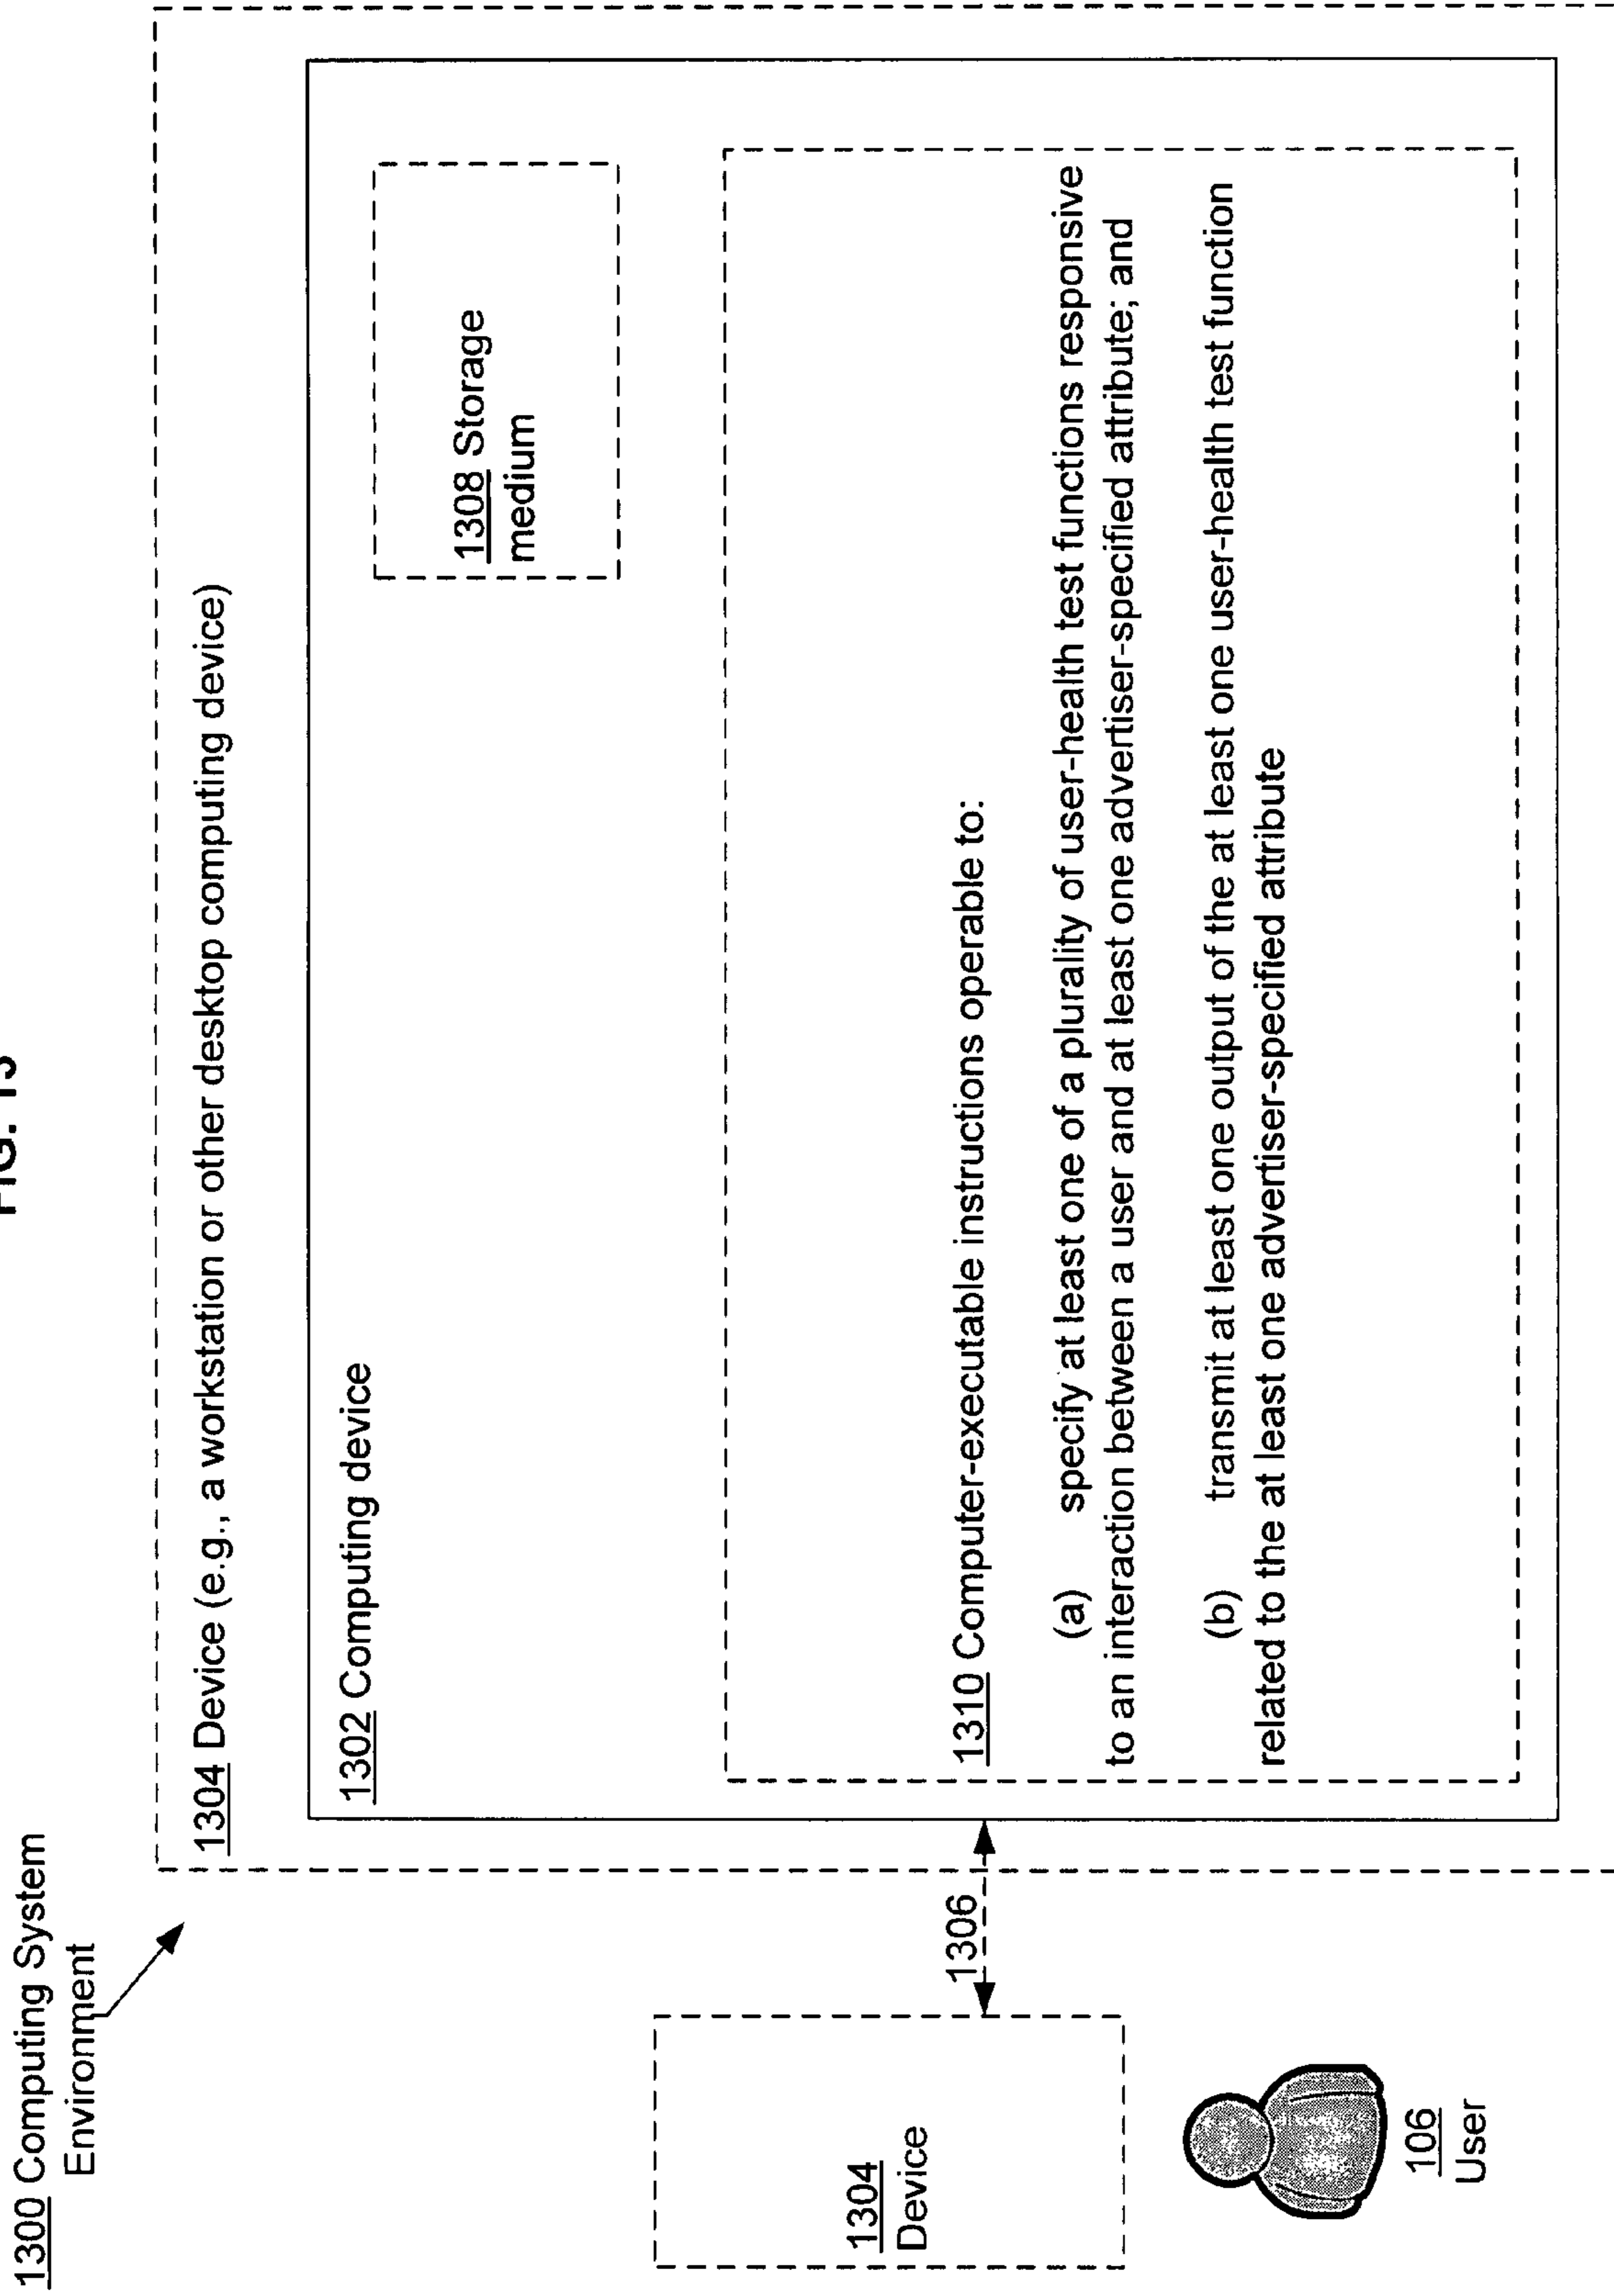 FIG. 13
1300 Computing System
Environment
1304 Device (e.g., a workstation or other desktop computing device)
1302 Computing device
1308 Storage
medium
1310 Computer-executable instructions operable to:
(a) specify at least one of a plurality of user-health test functions responsive
to an interaction between a user and at least one advertiser-specified attribute; and
(b) transmit at least one output of the at least one user-health test function
related to the at least one advertiser-specified attribute
1306
1304
Device
106
User